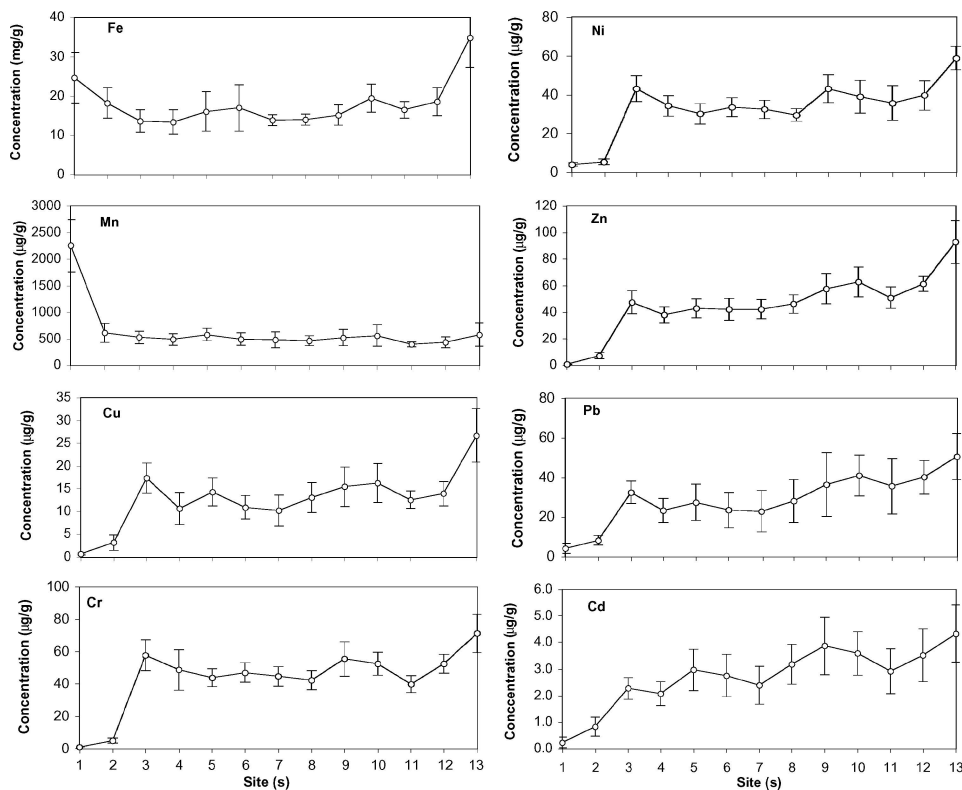 Fe
Concentration (mg/g)
40
30
20
10
0
Ni
Concentration (µg/g)
80
60
40
20
0
Mn
Concentration (µg/g)
3000
2500
2000
1500
1000
500
0
Zn
Concentration (µg/g)
120
100
80
60
40
20
0
Cu
Concentration (µg/g)
35
30
25
20
15
10
5
0
Pb
Conccentration (µg/g)
80
60
40
20
0
Cr
Concentration (µg/g)
100
80
60
40
20
0
1 2 3 4 5 6 7 8 9 10 11 12 13
Site (s)
Cd
Conccentration (µg/g)
6.0
5.0
4.0
3.0
2.0
1.0
0.0
1 2 3 4 5 6 7 8 9 10 11 12 13
Site (s)